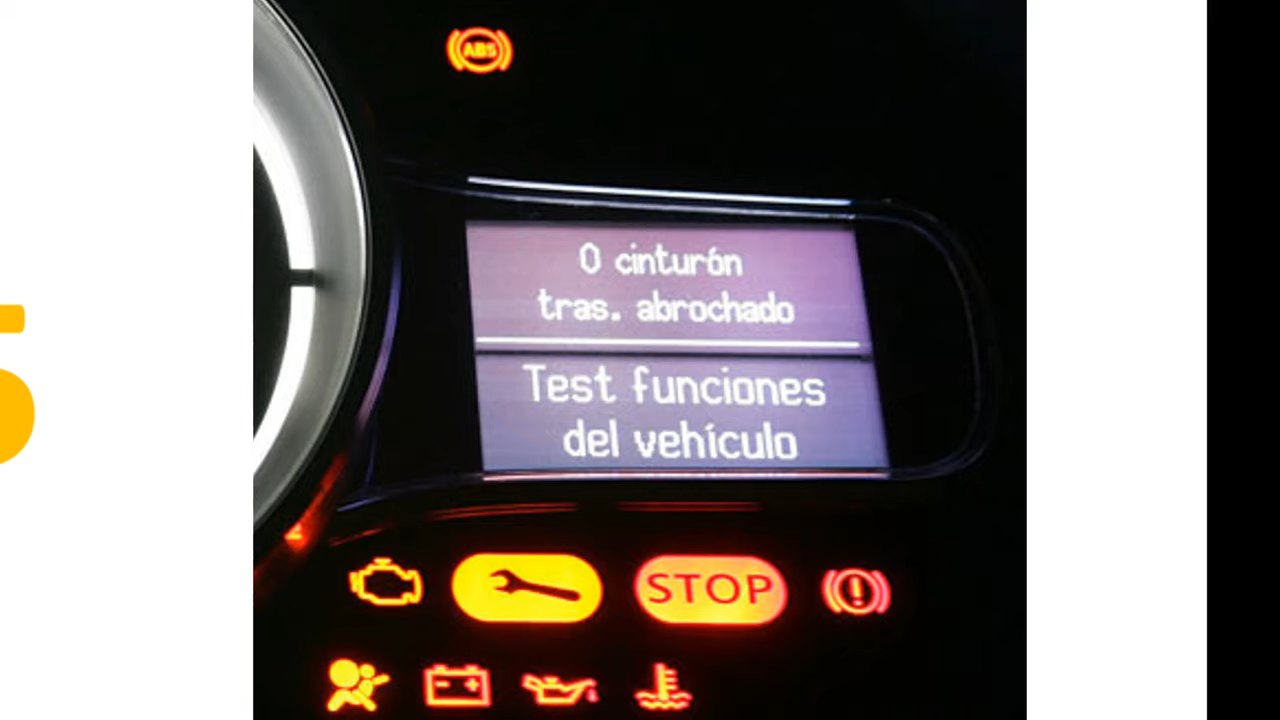 ABS
0 cinturón
tras. abrochado
Test funciones
del vehículo
STOP